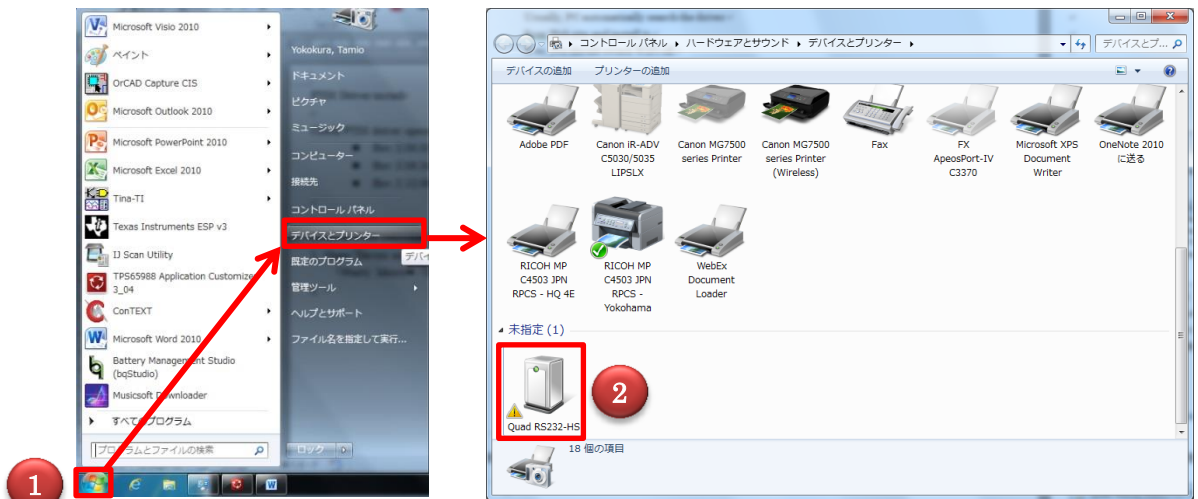 Microsoft Visio 2010
ペイント
OrCAD Capture CIS
Microsoft Outlook 2010
Microsoft PowerPoint 2010
Microsoft Excel 2010
Tina-TI
Texas Instruments ESP v3
IJ Scan Utility
TPS65988 Application Customize
3_04
ConTEXT
Microsoft Word 2010
Battery Management Studio
(bqStudio)
Musicsoft Downloader
すべてのプログラム
プログラムとファイルの検索
1
Yokokura, Tamio
ドキュメント
ピクチャ
ミュージック
コンピューター
接続先
コントロール パネル
デバイスとプリンター
既定のプログラム
デバイ
管理ツール
ヘルプとサポート
ファイル名を指定して実行...
ロック
コントロール パネル ハードウェアとサウンド デバイスとプリンター
デバイスとプ...
デバイスの追加 プリンターの追加
Adobe PDF
Canon iR-ADV
C5030/5035
LIPSLX
Canon MG7500
series Printer
Canon MG7500
series Printer
(Wireless)
Fax
FX
ApeosPort-IV
C3370
Microsoft XPS
Document
Writer
OneNote 2010
に送る
RICOH MP
C4503 JPN
RPCS - HQ 4E
RICOH MP
C4503 JPN
RPCS -
Yokohama
WebEx
Document
Loader
未指定 (1)
Quad RS232-HS
2
18 個の項目